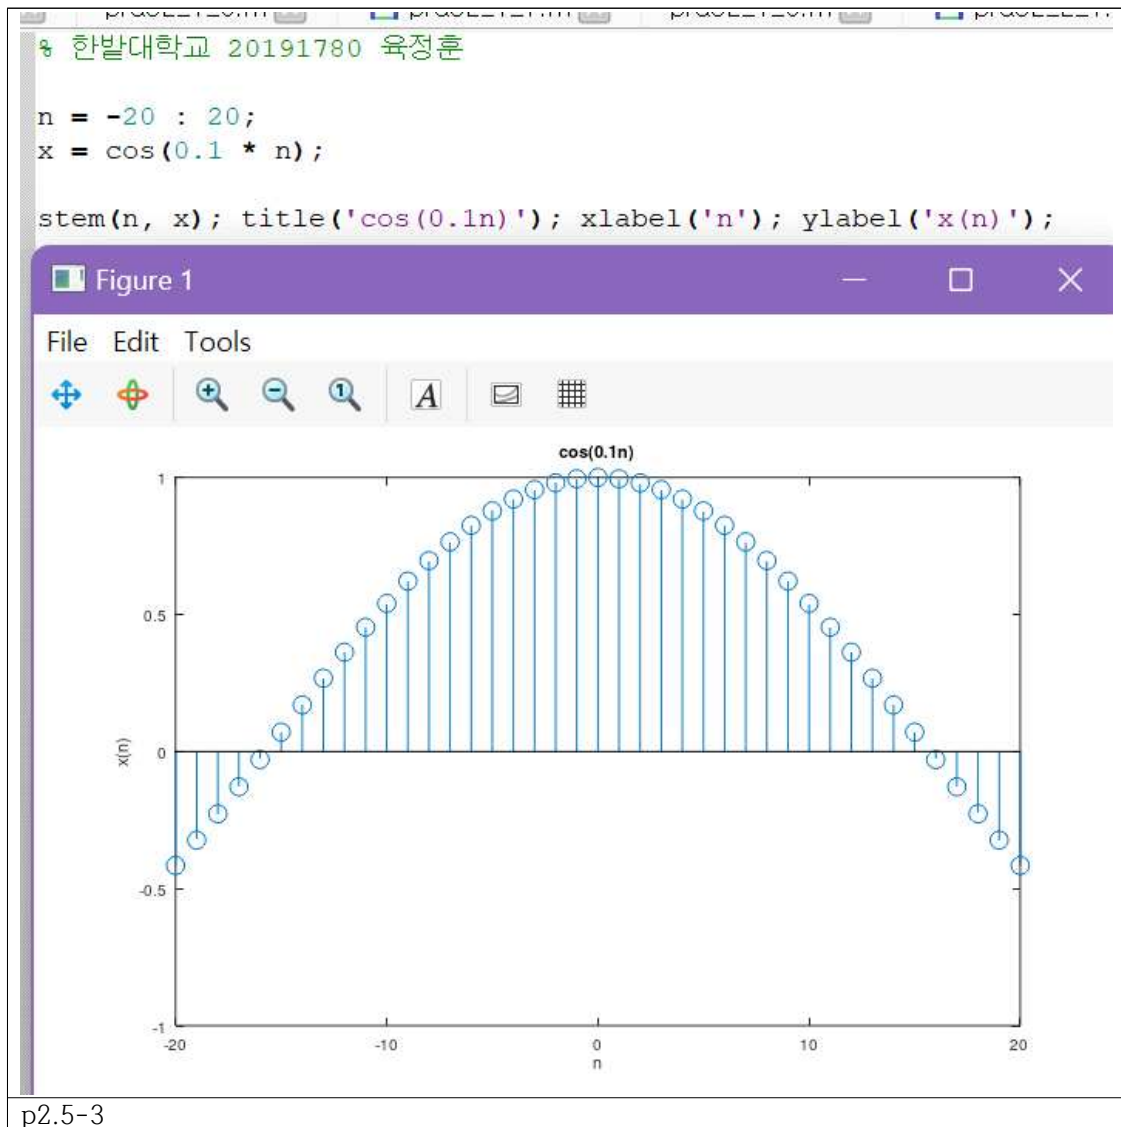 % 한밭대학교 20191780 육정훈
n = -20 : 20;
x = cos(0.1 * n);
stem(n, x); title('cos(0.1n)'); xlabel('n'); ylabel('x(n)');
Figure 1
File Edit Tools
A
cos(0.1n)
1
0.5
0
-0.5
-1
x(n)
-20 -10 0 10 20
n
p2.5-3